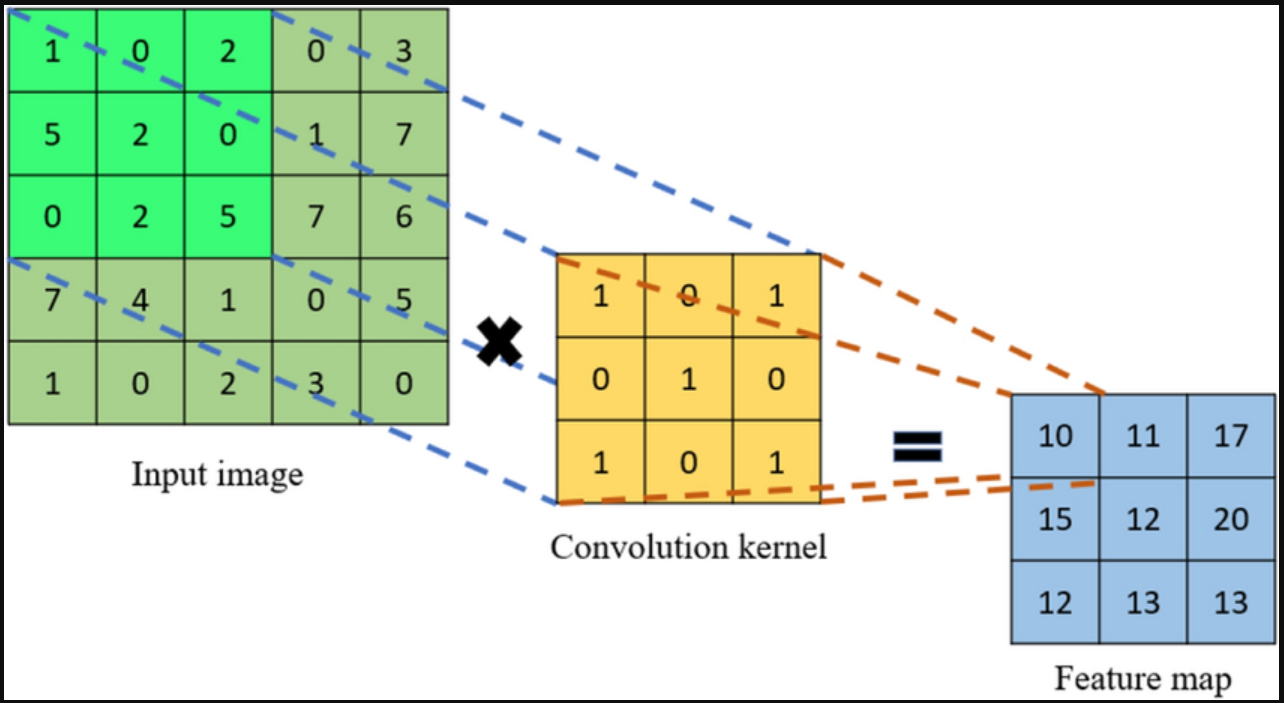 1 0 2 0 3
5 2 0 1 7
0 2 5 7 6
7 4 1 0 5
1 0 2 3 0
Input image
1 0 1
0 1 0
1 0 1
Convolution kernel
10 11 17
15 12 20
12 13 13
Feature map